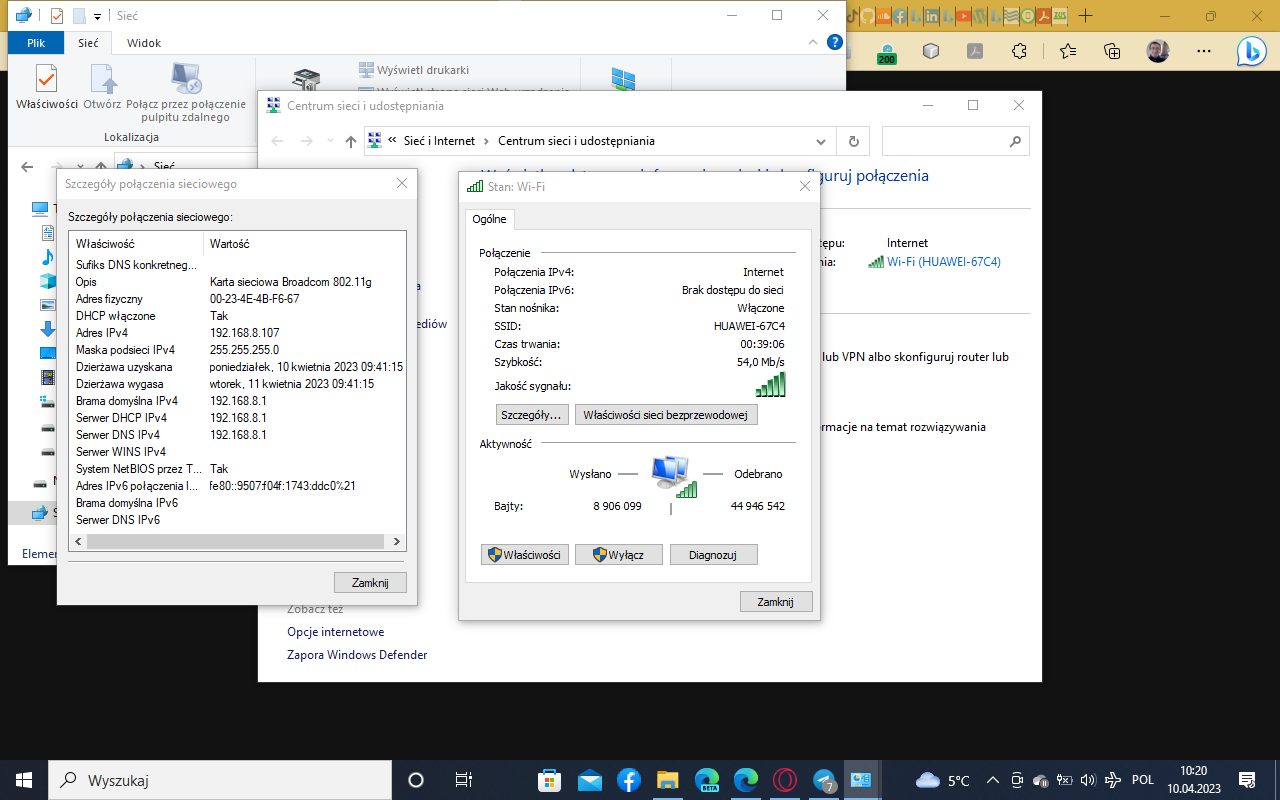 Sieć
Plik
Sieć
Widok
Właściwości
Otwórz
Połącz przez połączenie
pulpitu zdalnego
Wyświetl drukarki
Lokalizacja
Sieć
200
Centrum sieci i udostępniania
« Sieć i Internet › Centrum sieci i udostępniania
guruj połączenia
Internet
Wi-Fi (HUAWEI-67C4)
lub VPN albo skonfiguruj router lub
rmacje na temat rozwiązywania
Zobacz też
Opcje internetowe
Zapora Windows Defender
Szczegóły połączenia sieciowego
Szczegóły połączenia sieciowego:
Właściwość Wartość
Sufiks DNS konkretneg...
Opis Karta sieciowa Broadcom 802.11g
Adres fizyczny 00-23-4E-4B-F6-67
DHCP włączone Tak
Adres IPv4 192.168.8.107
Maska podsieci IPv4 255.255.255.0
Dzierżawa uzyskana poniedziałek, 10 kwietnia 2023 09:41:15
Dzierżawa wygasa wtorek, 11 kwietnia 2023 09:41:15
Brama domyślna IPv4 192.168.8.1
Serwer DHCP IPv4 192.168.8.1
Serwer DNS IPv4 192.168.8.1
Serwer WINS IPv4
System NetBIOS przez T... Tak
Adres IPv6 połączenia l... fe80::9507:f04f:1743:ddc0%21
Brama domyślna IPv6
Serwer DNS IPv6
Zamknij
Stan: Wi-Fi
Ogólne
Połączenie
Połączenia IPv4: Internet
Połączenia IPv6: Brak dostępu do sieci
Stan nośnika: Włączone
SSID: HUAWEI-67C4
Czas trwania: 00:39:06
Szybkość: 54,0 Mb/s
Jakość sygnału:
Szczegóły... Właściwości sieci bezprzewodowej
Aktywność
Wysłano Odebrano
Bajty: 8 906 099 44 946 542
Właściwości Wyłącz Diagnozuj
Zamknij
Wyszukaj
BETA
7
5°C
POL
10:20
10.04.2023